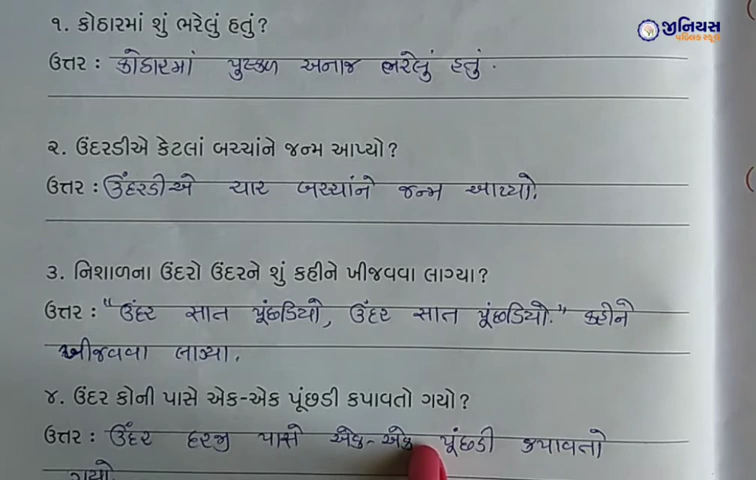 જીનિયસ
પબ્લિક સ્કૂલ
૧. કોઠારમાં શું ભરેલું હતું?
ઉત્તર : કોઠારમાં પુષ્કળ અનાજ ભરેલું હતું.
૨. ઉંદરડીએ કેટલાં બચ્ચાંને જન્મ આપ્યો?
ઉત્તર : ઉંદરડીએ ચાર બચ્ચાંને જન્મ આપ્યો.
૩. નિશાળના ઉંદરો ઉંદરને શું કહીને ખીજવવા લાગ્યા?
ઉત્તર : "ઉંદર સાત પૂંછડિયો, ઉંદર સાત પૂંછડિયો." કહીને
ખીજવવા લાગ્યા.
૪. ઉંદર કોની પાસે એક-એક પૂંછડી કપાવતો ગયો?
ઉત્તર : ઉંદર હરજી પાસે એક-એક પૂંછડી કપાવતો
ગયો